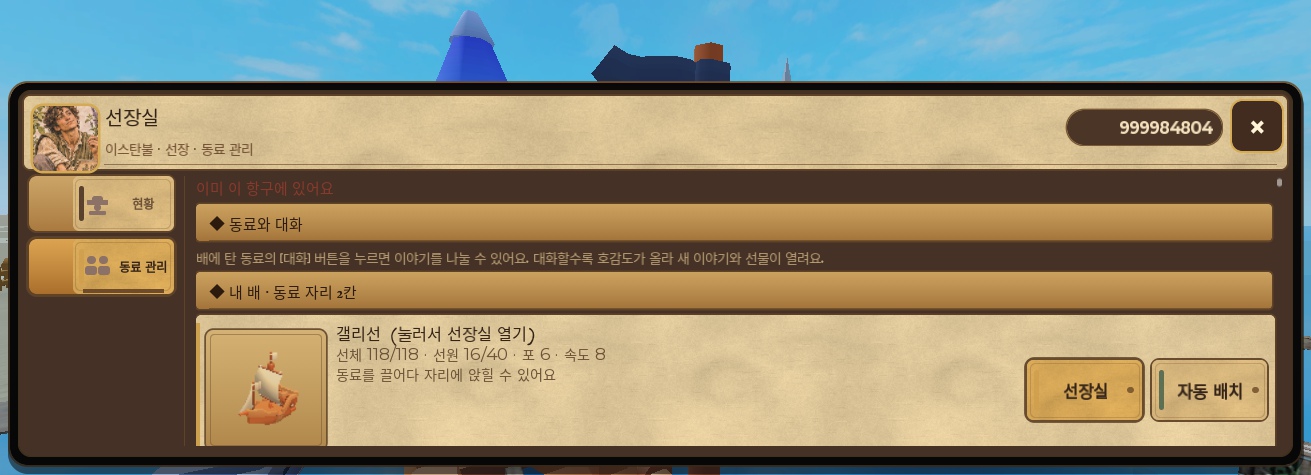 선장실
이스탄불 · 선장 · 동료 관리
999984804
×
현황
동료 관리
이미 이 항구에 있어요
◆ 동료와 대화
배에 탄 동료의 [대화] 버튼을 누르면 이야기를 나눌 수 있어요. 대화할수록 호감도가 올라 새 이야기와 선물이 열려요.
◆ 내 배 · 동료 자리 2칸
갤리선 (눌러서 선장실 열기)
선체 118/118 · 선원 16/40 · 포 6 · 속도 8
동료를 끌어다 자리에 앉힐 수 있어요
선장실
자동 배치